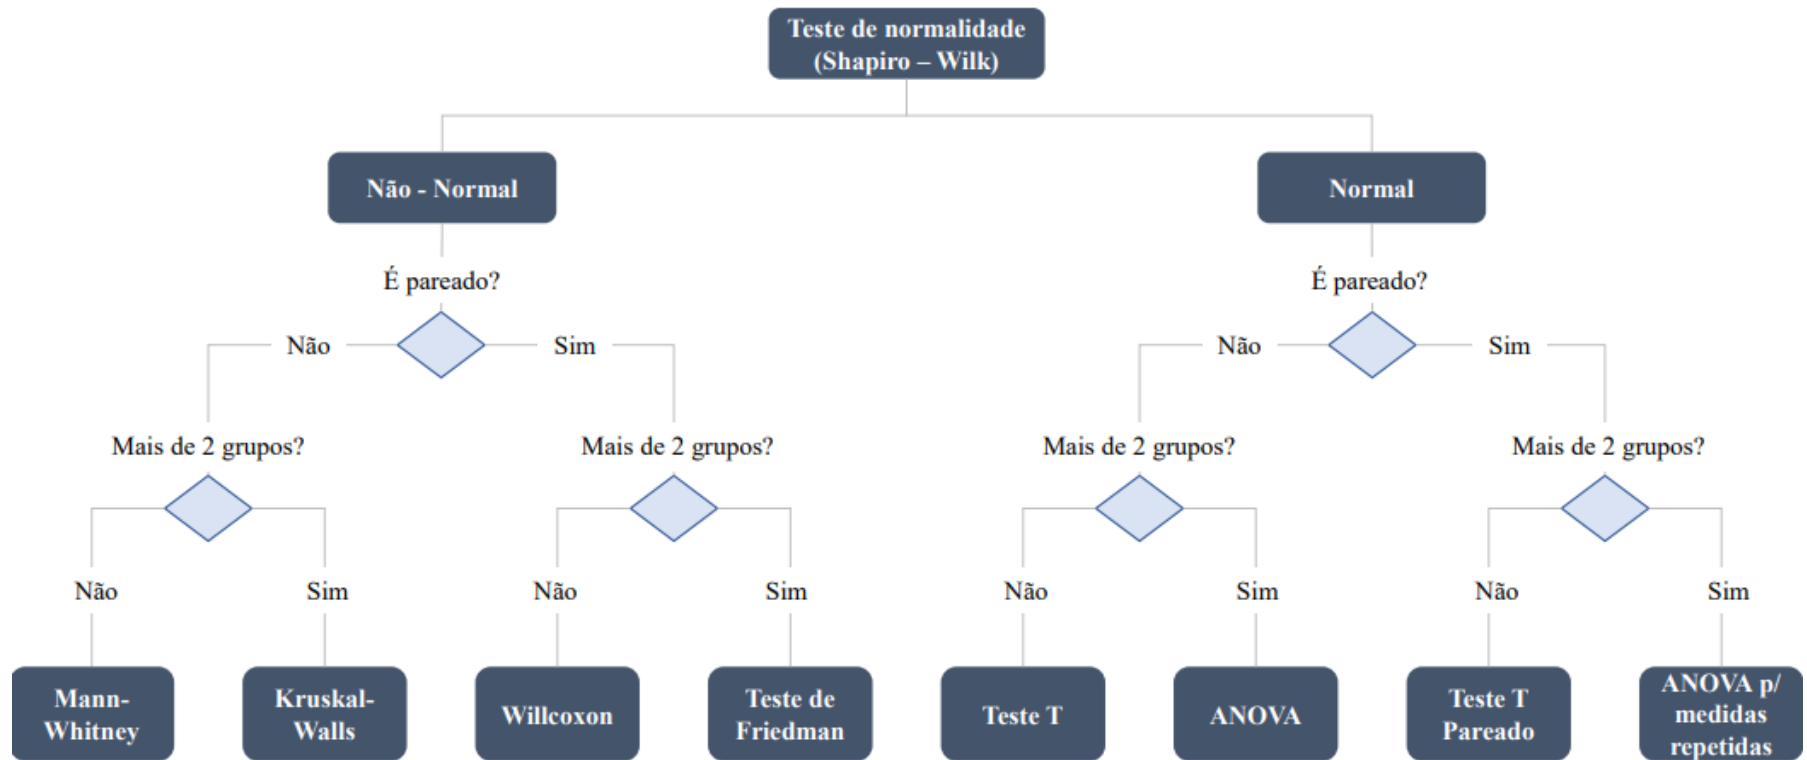 Teste de normalidade
(Shapiro – Wilk)
Não - Normal
Normal
É pareado?
É pareado?
Não
Sim
Não
Sim
Mais de 2 grupos?
Mais de 2 grupos?
Mais de 2 grupos?
Mais de 2 grupos?
Não
Sim
Não
Sim
Não
Sim
Não
Sim
Mann-
Whitney
Kruskal-
Walls
Willcoxon
Teste de
Friedman
Teste T
ANOVA
Teste T
Pareado
ANOVA p/
medidas
repetidas